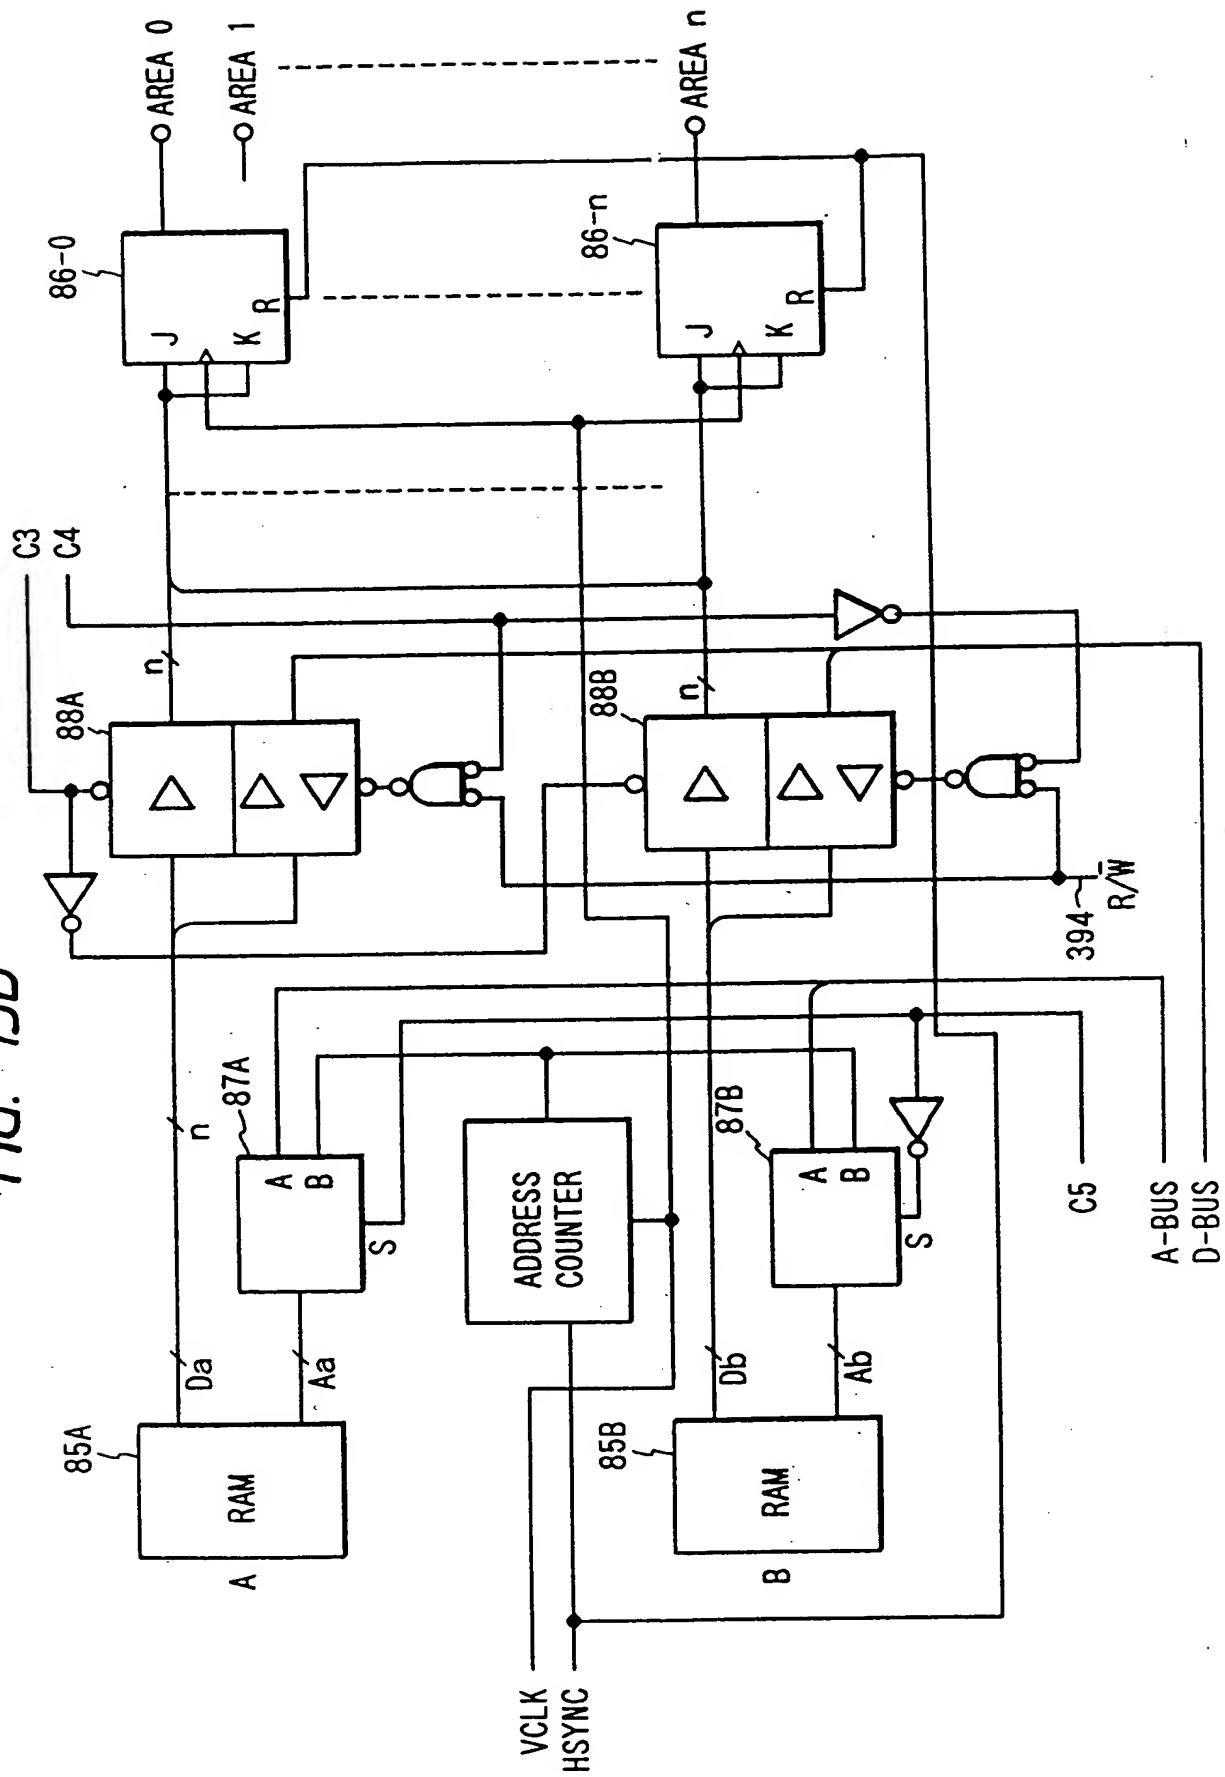 AREA 0
AREA 1
AREA n
86-0
J
K
R
86-n
J
K
R
C3
C4
n
88A
n
88B
394
R/W̅
n
87A
A
B
S
ADDRESS
COUNTER
87B
A
B
S
C5
A-BUS
D-BUS
Da
Aa
85A
RAM
A
Db
Ab
85B
RAM
B
VCLK
HSYNC